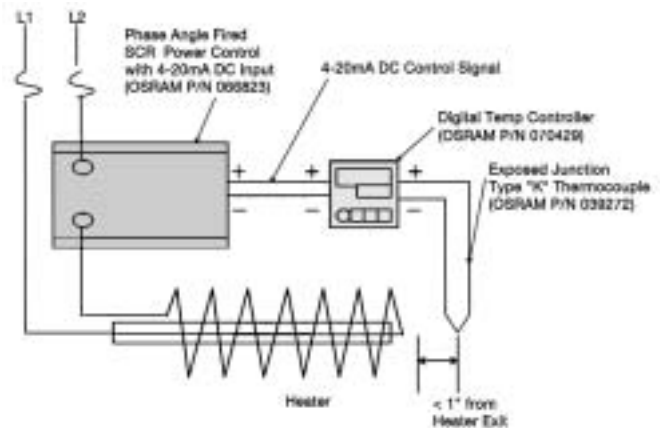 L1
L2
Phase Angle Fired
SCR Power Control
with 4-20mA DC Input
(OSRAM P/N 066823)
4-20mA DC Control Signal
Digital Temp Controller
(OSRAM P/N 070429)
+
+
+
Exposed Junction
Type "K" Thermocouple
(OSRAM P/N 039272)
−
−
−
Heater
< 1" from
Heater Exit